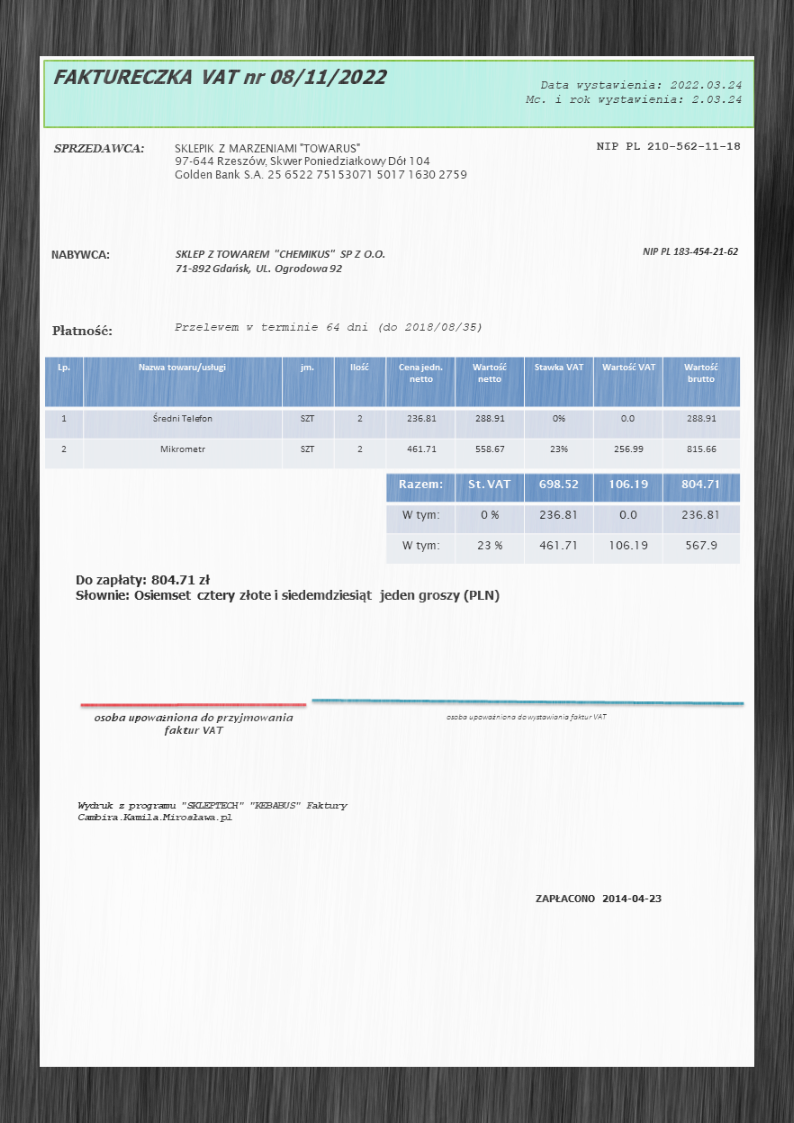 FAKTURECZKA VAT nr 08/11/2022
Data wystawienia: 2022.03.24
Mc. i rok wystawienia: 2.03.24
SPRZEDAWCA: SKLEPIK Z MARZENIAMI "TOWARUS" NIP PL 210-562-11-18
97-644 Rzeszów, Skwer Poniedziałkowy Dół 104
Golden Bank S.A. 25 6522 75153071 5017 1630 2759
NABYWCA: SKLEP Z TOWAREM "CHEMIKUS" SP Z O.O. NIP PL 183-454-21-62
71-892 Gdańsk, UL. Ogrodowa 92
Płatność: Przelewem w terminie 64 dni (do 2018/08/35)
Lp. Nazwa towaru/usługi jm. Ilość Cena jedn. netto Wartość netto Stawka VAT Wartość VAT Wartość brutto
1 Średni Telefon SZT 2 236.81 288.91 0% 0.0 288.91
2 Mikrometr SZT 2 461.71 558.67 23% 256.99 815.66
Razem: St.VAT 698.52 106.19 804.71
W tym: 0 % 236.81 0.0 236.81
W tym: 23 % 461.71 106.19 567.9
Do zapłaty: 804.71 zł
Słownie: Osiemset cztery złote i siedemdziesiąt jeden groszy (PLN)
osoba upoważniona do przyjmowania
faktur VAT
osoba upoważniona do wystawiania faktur VAT
Wydruk z programu "SKLEPTECH" "KEBABUS" Faktury
Cambira.Kamila.Mirosława.pl
ZAPŁACONO 2014-04-23